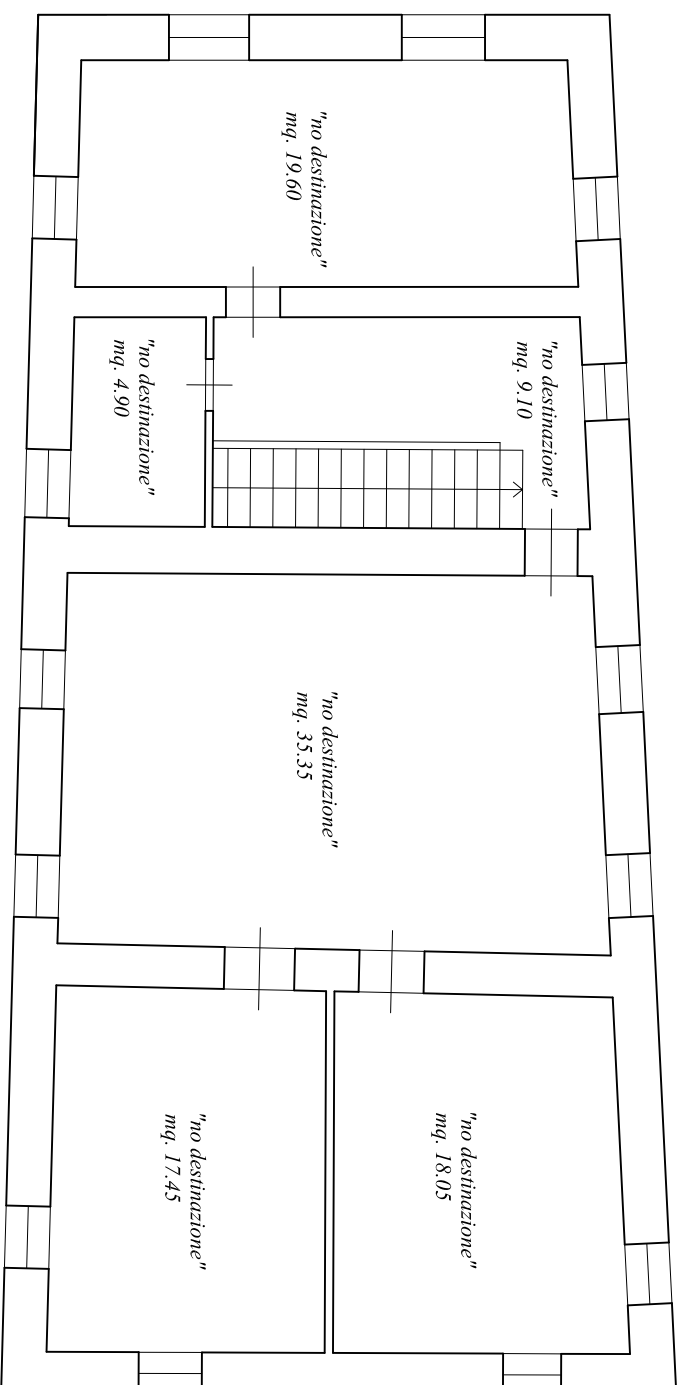 "no destinazione"
mq. 19.60
"no destinazione"
mq. 4.90
"no destinazione"
mq. 9.10
"no destinazione"
mq. 35.35
"no destinazione"
mq. 17.45
"no destinazione"
mq. 18.05